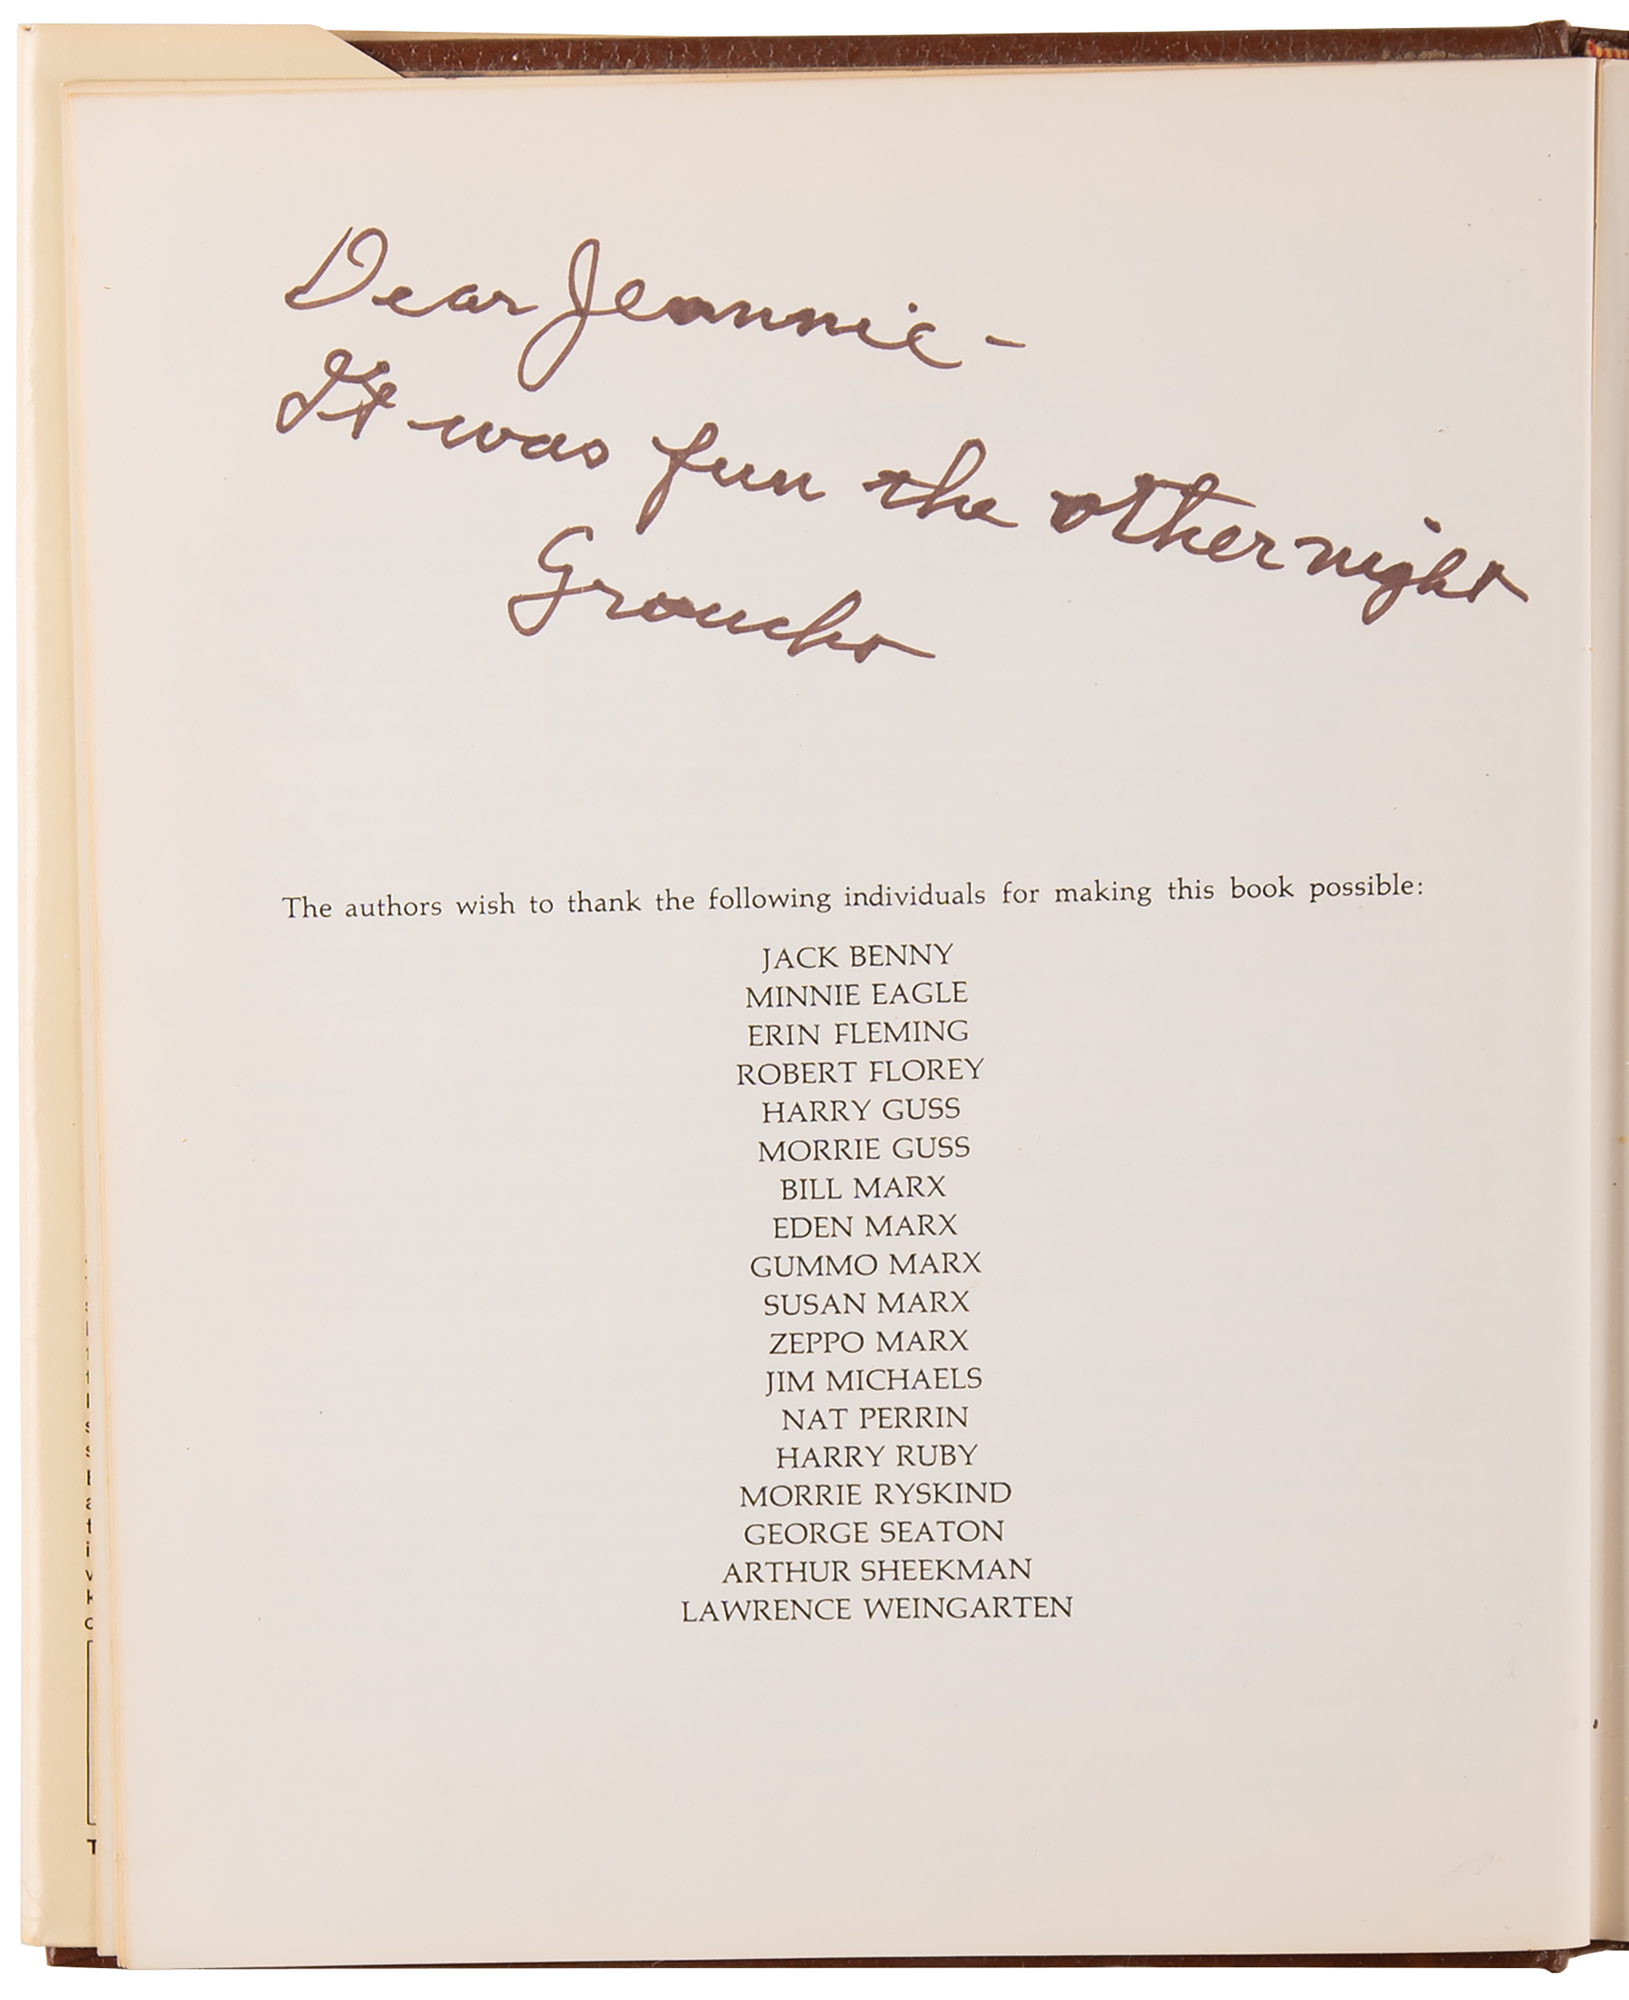 Dear Jeannie -
It was fun the other night
Groucho
The authors wish to thank the following individuals for making this book possible:
JACK BENNY
MINNIE EAGLE
ERIN FLEMING
ROBERT FLOREY
HARRY GUSS
MORRIE GUSS
BILL MARX
EDEN MARX
GUMMO MARX
SUSAN MARX
ZEPPO MARX
JIM MICHAELS
NAT PERRIN
HARRY RUBY
MORRIE RYSKIND
GEORGE SEATON
ARTHUR SHEEKMAN
LAWRENCE WEINGARTEN